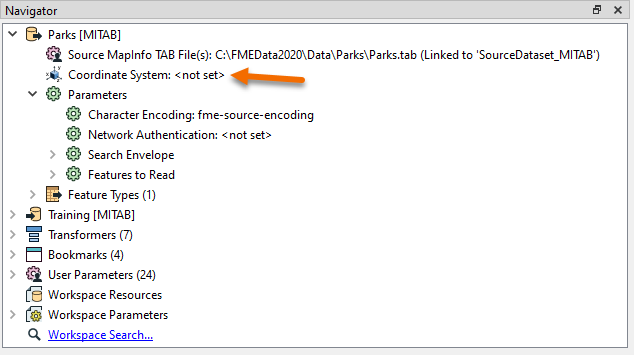 Navigator
Parks [MITAB]
Source MapInfo TAB File(s): C:\FMEData2020\Data\Parks\Parks.tab (Linked to 'SourceDataset_MITAB')
Coordinate System: <not set>
Parameters
Character Encoding: fme-source-encoding
Network Authentication: <not set>
Search Envelope
Features to Read
Feature Types (1)
Training [MITAB]
Transformers (7)
Bookmarks (4)
User Parameters (24)
Workspace Resources
Workspace Parameters
Workspace Search...